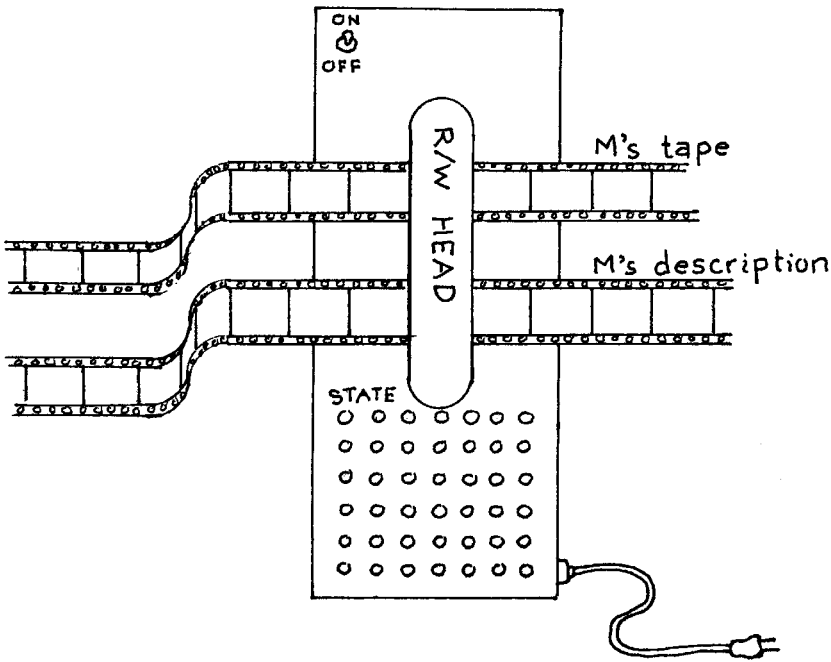 ON
OFF
R/W HEAD
M's tape
M's description
STATE